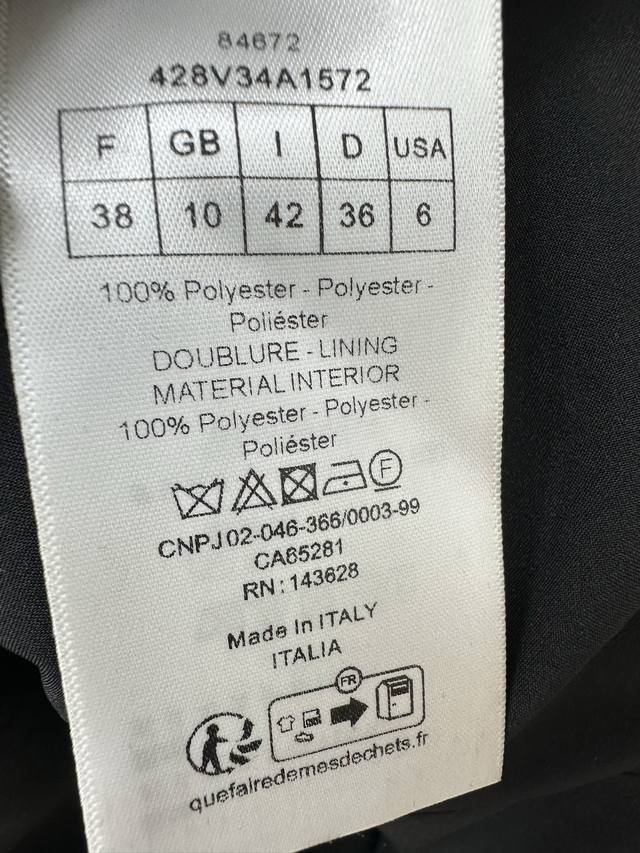 84672
428V34A1572
F GB I D USA
38 10 42 36 6
100% Polyester - Polyester -
Poliéster
DOUBLURE - LINING
MATERIAL INTERIOR
100% Polyester - Polyester -
Poliéster
F
CNPJ 02-046-366/0003-99
CA65281
RN : 143628
Made In ITALY
ITALIA
FR
quefairedemesdechets.fr